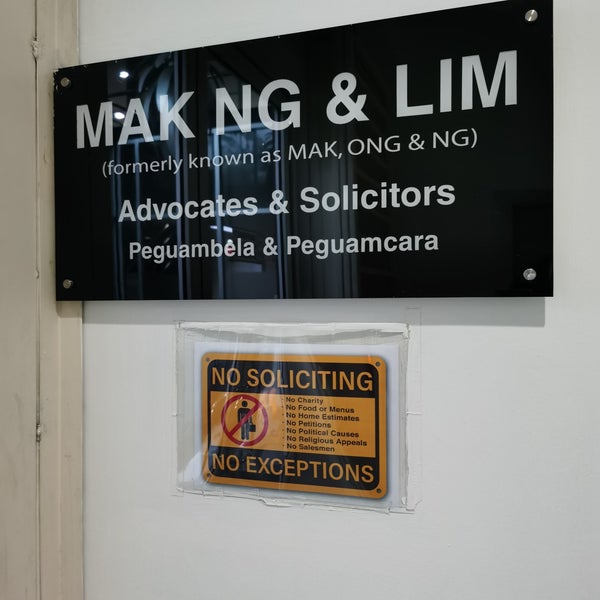 MAK NG & LIM
(formerly known as MAK, ONG & NG)
Advocates & Solicitors
Peguambela & Peguamcara
NO SOLICITING
· No Charity
· No Food or Menus
· No Home Estimates
· No Petitions
· No Political Causes
· No Religious Appeals
· No Salesmen
NO EXCEPTIONS